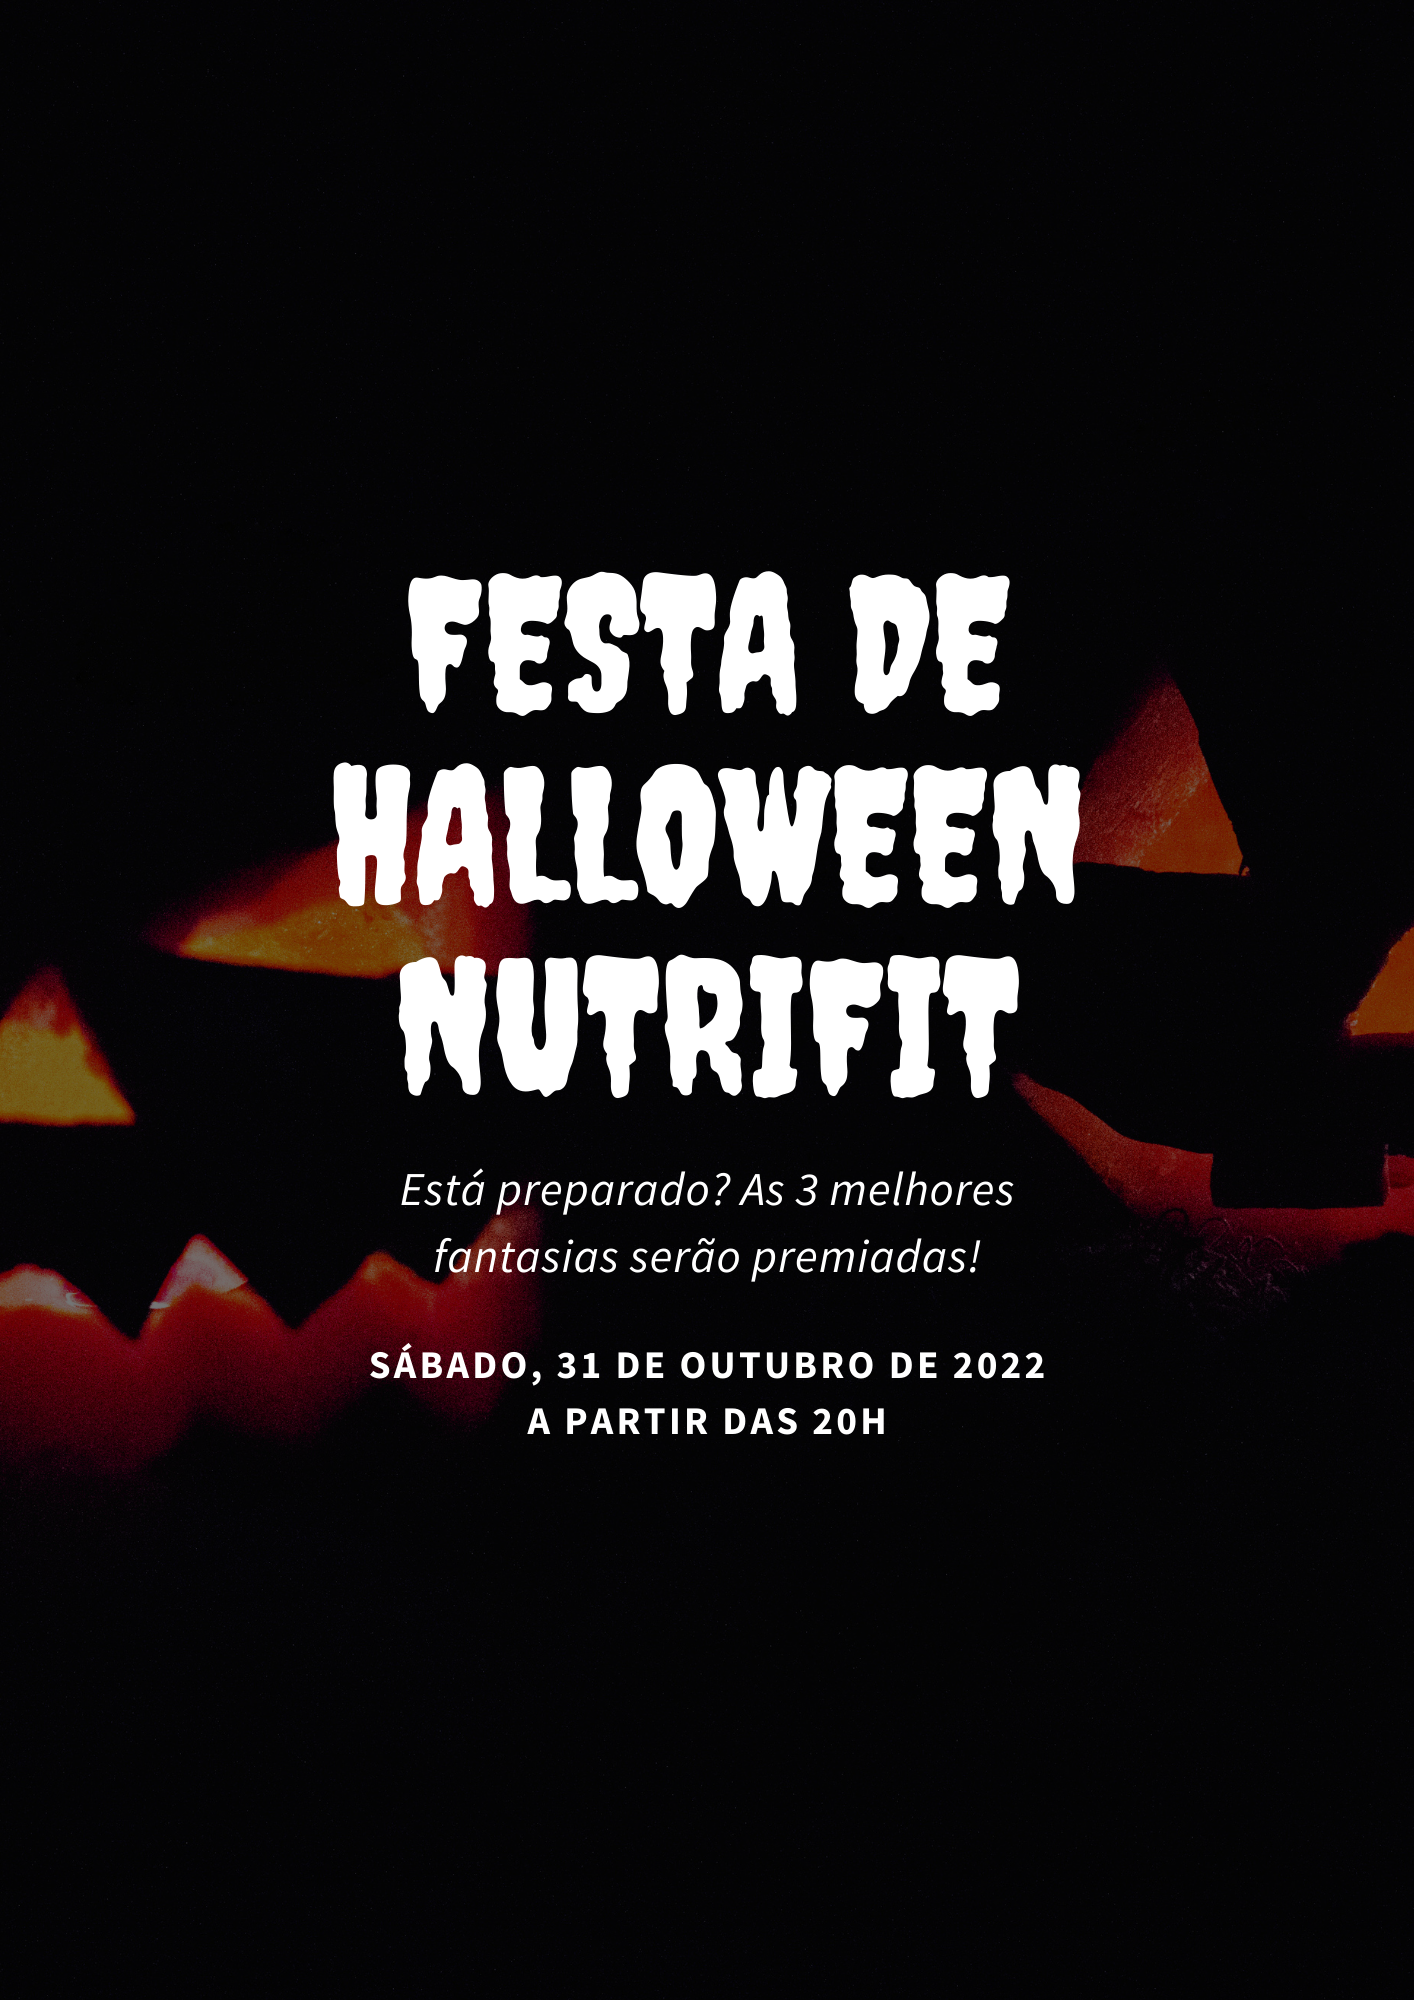 FESTA DE
HALLOWEEN
NUTRIFIT
Está preparado? As 3 melhores
fantasias serão premiadas!
SÁBADO, 31 DE OUTUBRO DE 2022
A PARTIR DAS 20H